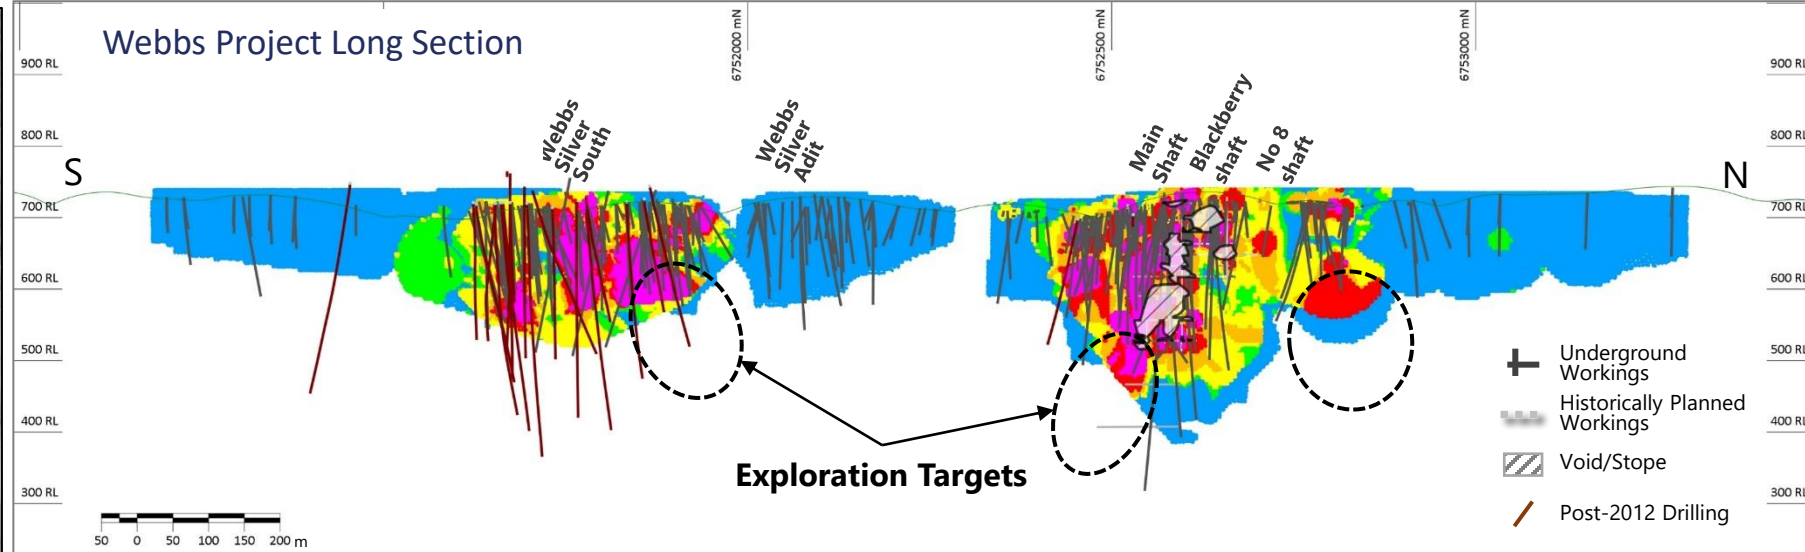 Webbs Project Long Section
6752000 mN
6752500 mN
6753000 mN
900 RL
900 RL
800 RL
800 RL
700 RL
700 RL
600 RL
600 RL
500 RL
500 RL
400 RL
400 RL
300 RL
300 RL
S
N
Webbs
Silver
South
Webbs
Silver
Adit
Main
Shaft
Blackberry
shaft
No 8
shaft
Exploration Targets
Underground
Workings
Historically Planned
Workings
Void/Stope
Post-2012 Drilling
50 0 50 100 150 200 m